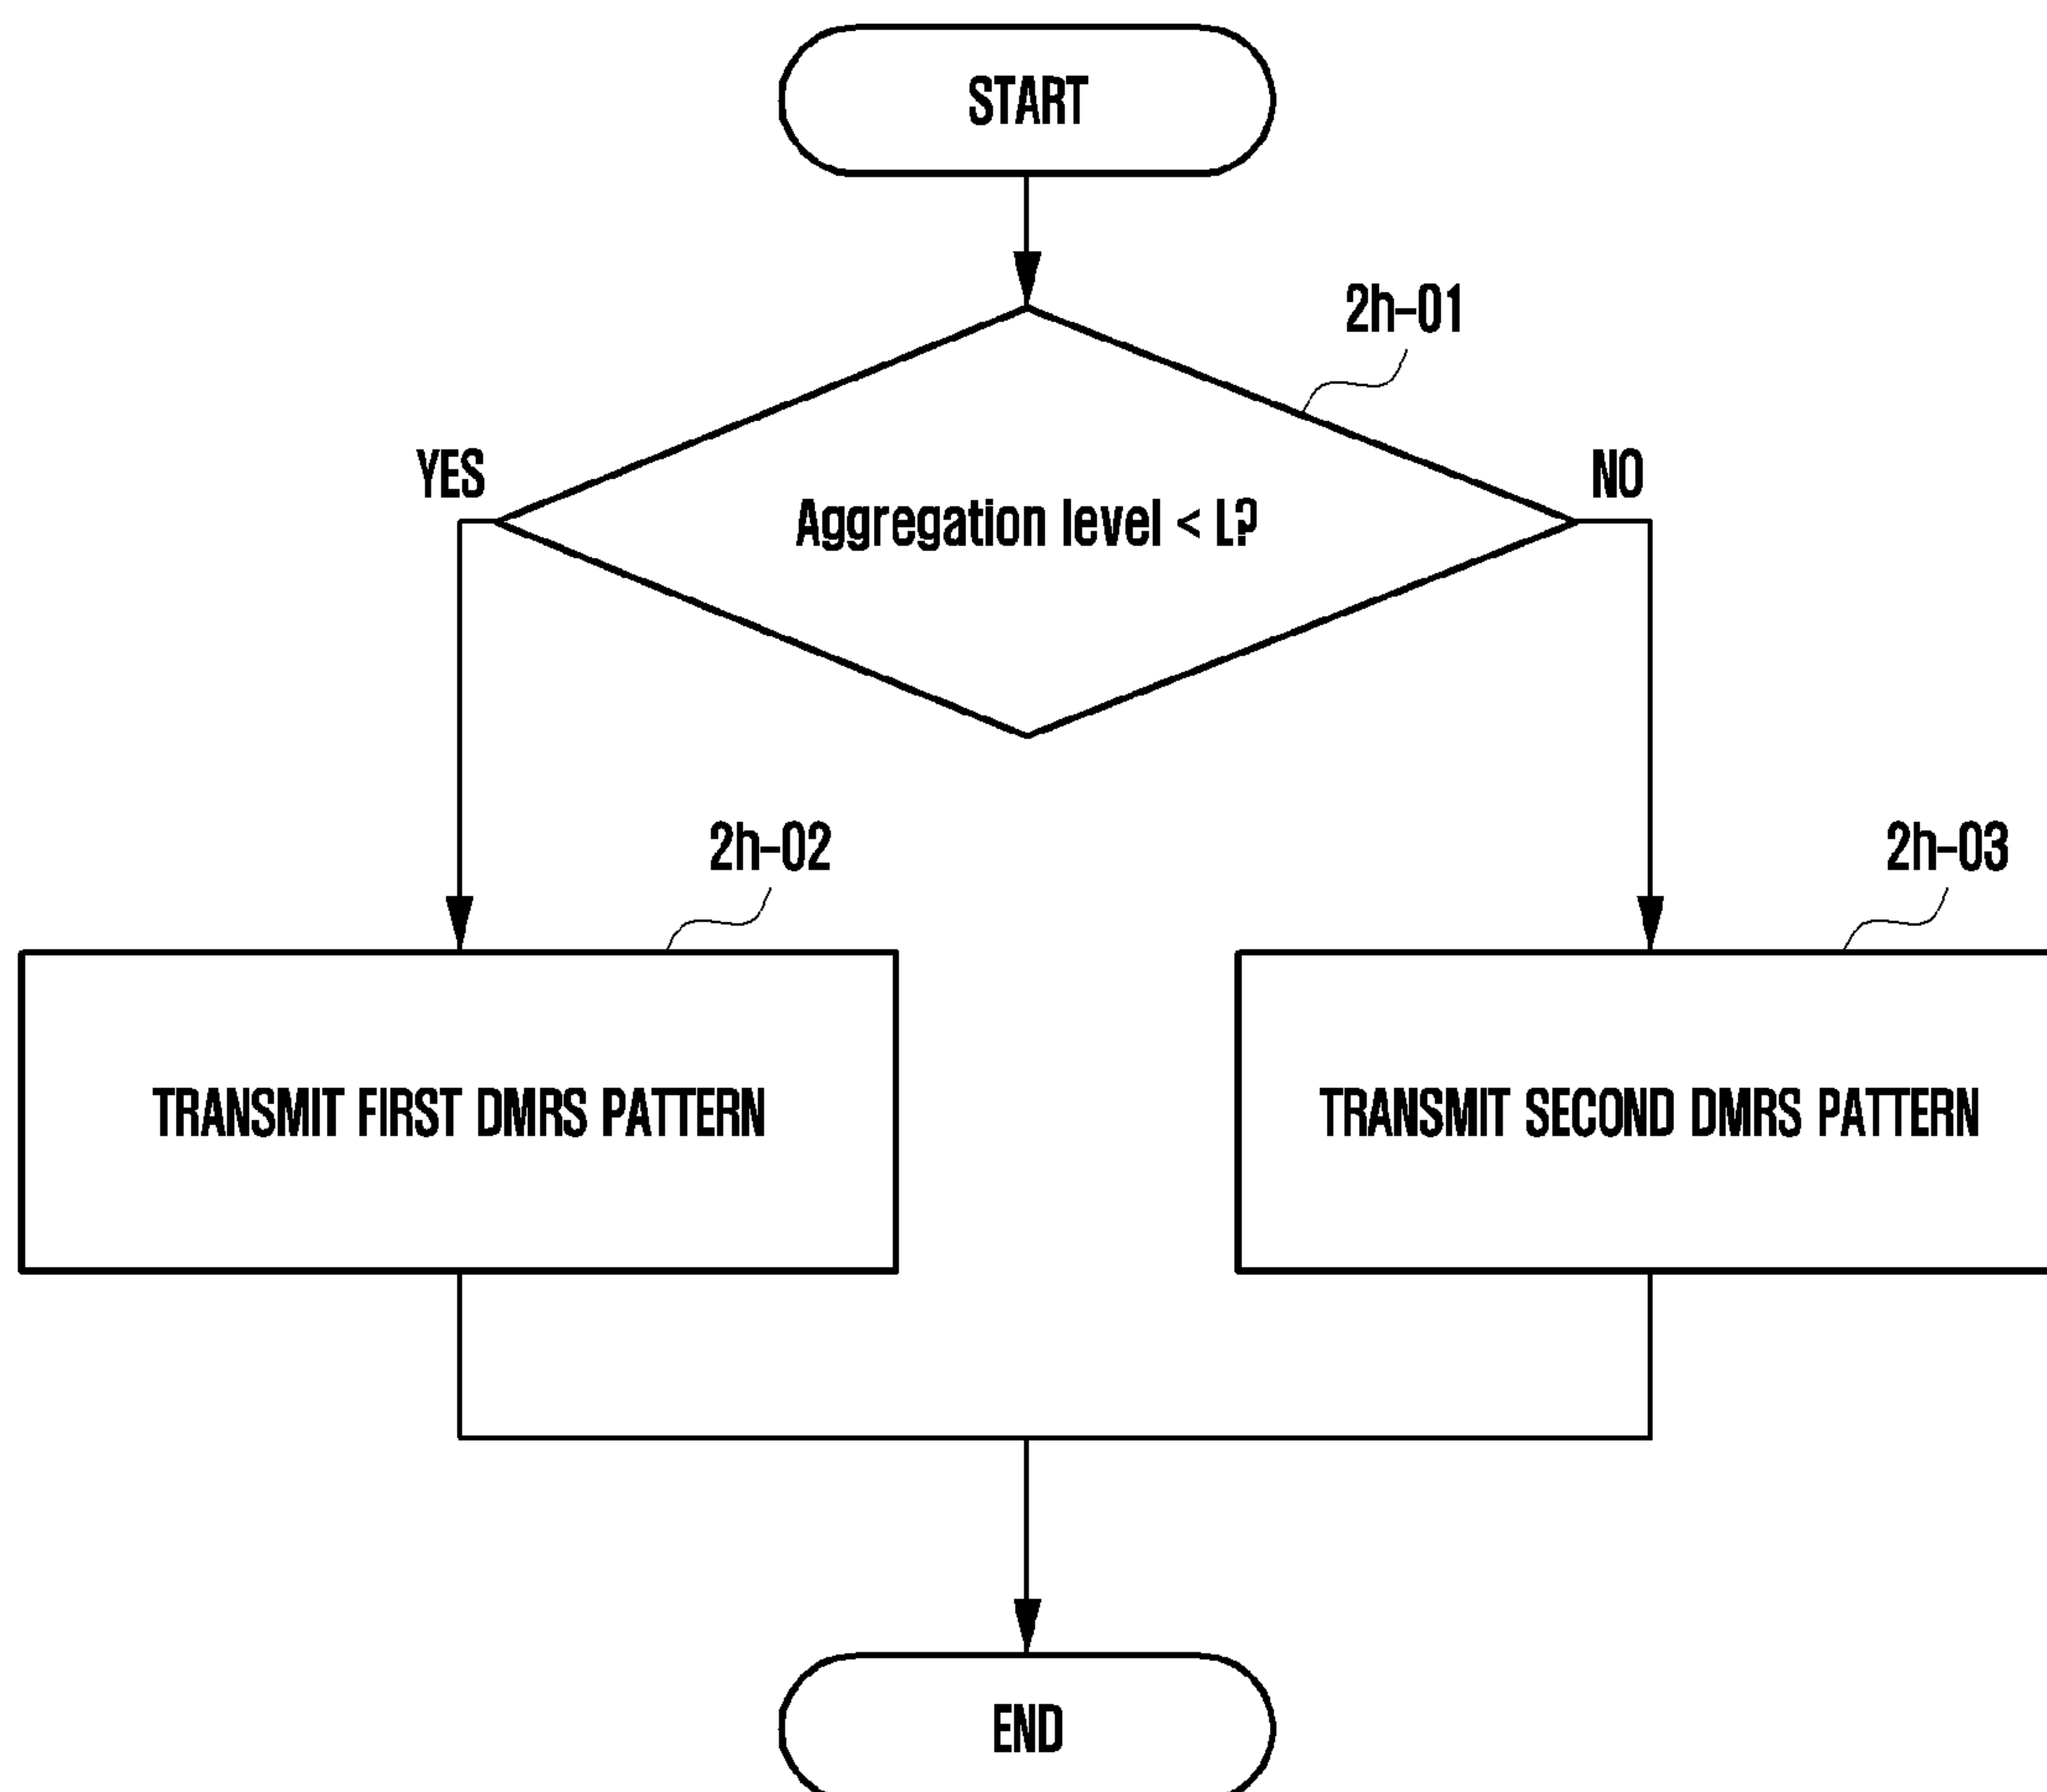 START
2h-01
YES
NO
Aggregation level < L?
2h-02
2h-03
TRANSMIT FIRST DMRS PATTERN
TRANSMIT SECOND DMRS PATTERN
END